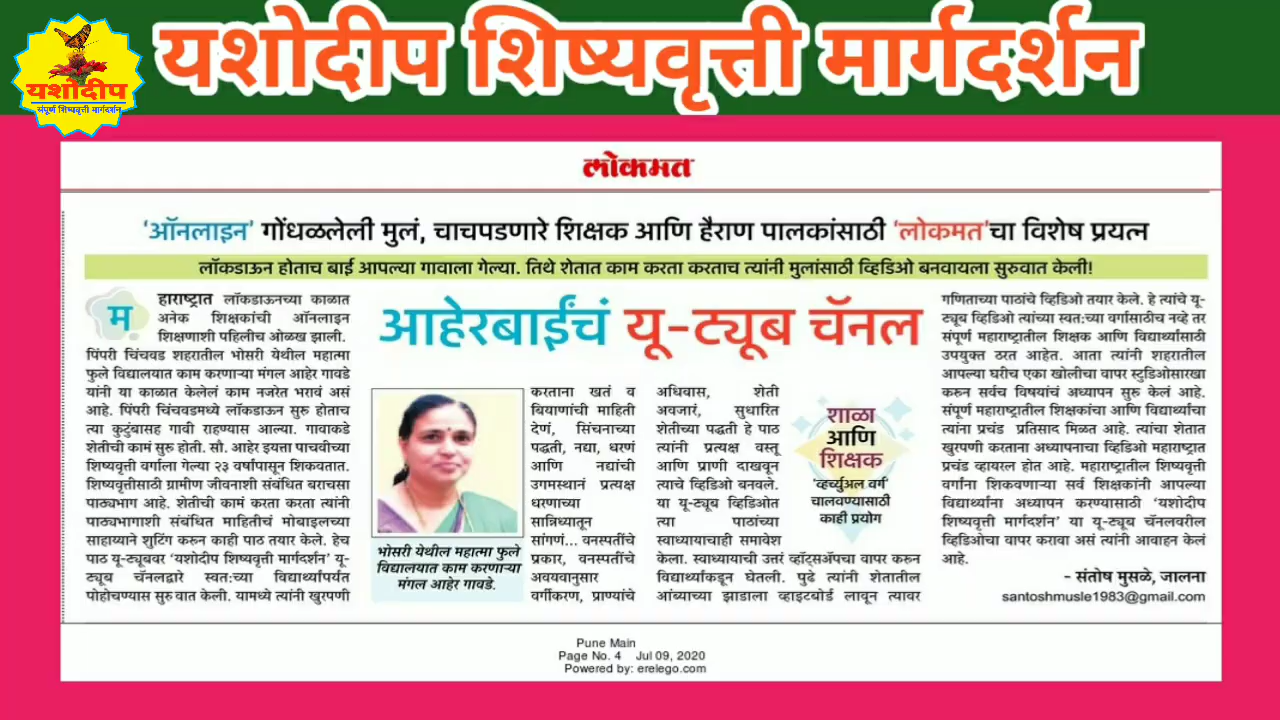 यशोदीप शिष्यवृत्ती मार्गदर्शन
यशोदीप
संपूर्ण शिष्यवृत्ती मार्गदर्शन
लोकमत
'ऑनलाइन' गोंधळलेली मुलं, चाचपडणारे शिक्षक आणि हैराण पालकांसाठी 'लोकमत'चा विशेष प्रयत्न
लॉकडाऊन होताच बाई आपल्या गावाला गेल्या. तिथे शेतात काम करता करताच त्यांनी मुलांसाठी व्हिडिओ बनवायला सुरुवात केली!
आहेरबाईंचं यू-ट्यूब चॅनल
म
हाराष्ट्रात लॉकडाऊनच्या काळात
अनेक शिक्षकांची ऑनलाइन
शिक्षणाशी पहिलीच ओळख झाली.
पिंपरी चिंचवड शहरातील भोसरी येथील महात्मा
फुले विद्यालयात काम करणाऱ्या मंगल आहेर गावडे
यांनी या काळात केलेलं काम नजरेत भरावं असं
आहे. पिंपरी चिंचवडमध्ये लॉकडाऊन सुरु होताच
त्या कुटुंबासह गावी राहण्यास आल्या. गावाकडे
शेतीची कामं सुरु होती. सौ. आहेर इयत्ता पाचवीच्या
शिष्यवृत्ती वर्गाला गेल्या २३ वर्षांपासून शिकवतात.
शिष्यवृत्तीसाठी ग्रामीण जीवनाशी संबंधित बराचसा
पाठ्यभाग आहे. शेतीची कामं करता करता त्यांनी
पाठ्यभागाशी संबंधित माहितीचं मोबाइलच्या
साहाय्याने शुटिंग करून काही पाठ तयार केले. हेच
पाठ यू-ट्यूबवर 'यशोदीप शिष्यवृत्ती मार्गदर्शन' यू-
ट्यूब चॅनलद्वारे स्वतःच्या विद्यार्थ्यांपर्यंत
पोहोचण्यास सुरु वात केली. यामध्ये त्यांनी खुरपणी
भोसरी येथील महात्मा फुले
विद्यालयात काम करणाऱ्या
मंगल आहेर गावडे.
करताना खतं व
बियाणांची माहिती
देणं, सिंचनाच्या
पद्धती, नद्या, धरणं
आणि नद्यांची
उगमस्थानं प्रत्यक्ष
धरणाच्या
सान्निध्यातून
सांगणं... वनस्पतींचे
प्रकार, वनस्पतींचे
अवयवानुसार
वर्गीकरण, प्राण्यांचे
अधिवास, शेती
अवजारं, सुधारित
शेतीच्या पद्धती हे पाठ
त्यांनी प्रत्यक्ष वस्तू
आणि प्राणी दाखवून
त्याचे व्हिडिओ बनवले.
या यू-ट्यूब व्हिडिओत
त्या पाठांच्या
स्वाध्यायाचाही समावेश
केला. स्वाध्यायाची उत्तरं व्हॉट्सॲपचा वापर करुन
विद्यार्थ्यांकडून घेतली. पुढे त्यांनी शेतातील
आंब्याच्या झाडाला व्हाइटबोर्ड लावून त्यावर
शाळा
आणि
शिक्षक
'व्हर्च्युअल वर्ग'
चालवण्यासाठी
काही प्रयोग
गणिताच्या पाठांचे व्हिडिओ तयार केले. हे त्यांचे यू-
ट्यूब व्हिडिओ त्यांच्या स्वतःच्या वर्गासाठीच नव्हे तर
संपूर्ण महाराष्ट्रातील शिक्षक आणि विद्यार्थ्यांसाठी
उपयुक्त ठरत आहेत. आता त्यांनी शहरातील
आपल्या घरीच एका खोलीचा वापर स्टुडिओसारखा
करुन सर्वच विषयांचं अध्यापन सुरु केलं आहे.
संपूर्ण महाराष्ट्रातील शिक्षकांचा आणि विद्यार्थ्यांचा
त्यांना प्रचंड प्रतिसाद मिळत आहे. त्यांचा शेतात
खुरपणी करताना अध्यापनाचा व्हिडिओ महाराष्ट्रात
प्रचंड व्हायरल होत आहे. महाराष्ट्रातील शिष्यवृत्ती
वर्गाना शिकवणाऱ्या सर्व शिक्षकांनी आपल्या
विद्यार्थ्यांना अध्यापन करण्यासाठी 'यशोदीप
शिष्यवृत्ती मार्गदर्शन' या यू-ट्यूब चॅनलवरील
व्हिडिओचा वापर करावा असं त्यांनी आवाहन केलं
आहे.
- संतोष मुसळे, जालना
santoshmusle1983@gmail.com
Pune Main
Page No. 4 Jul 09, 2020
Powered by: erelego.com